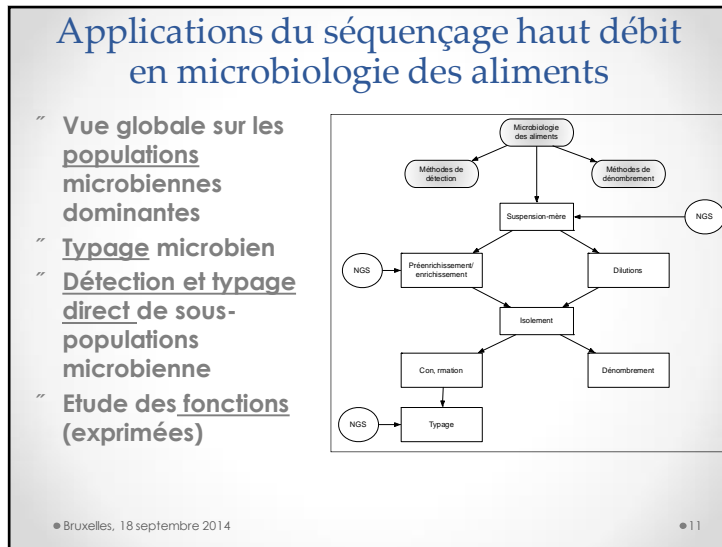 Applications du séquençage haut débit
en microbiologie des aliments
˝ Vue globale sur les
populations
microbiennes
dominantes
˝ Typage microbien
˝ Détection et typage
direct de sous-
populations
microbienne
˝ Etude des fonctions
(exprimées)
Microbiologie
des aliments
Méthodes de
détection
Méthodes de
dénombrement
Suspension-mère
NGS
NGS
Préenrichissement/
enrichissement
Dilutions
Isolement
Con, rmation
Dénombrement
NGS
Typage
Bruxelles, 18 septembre 2014
11